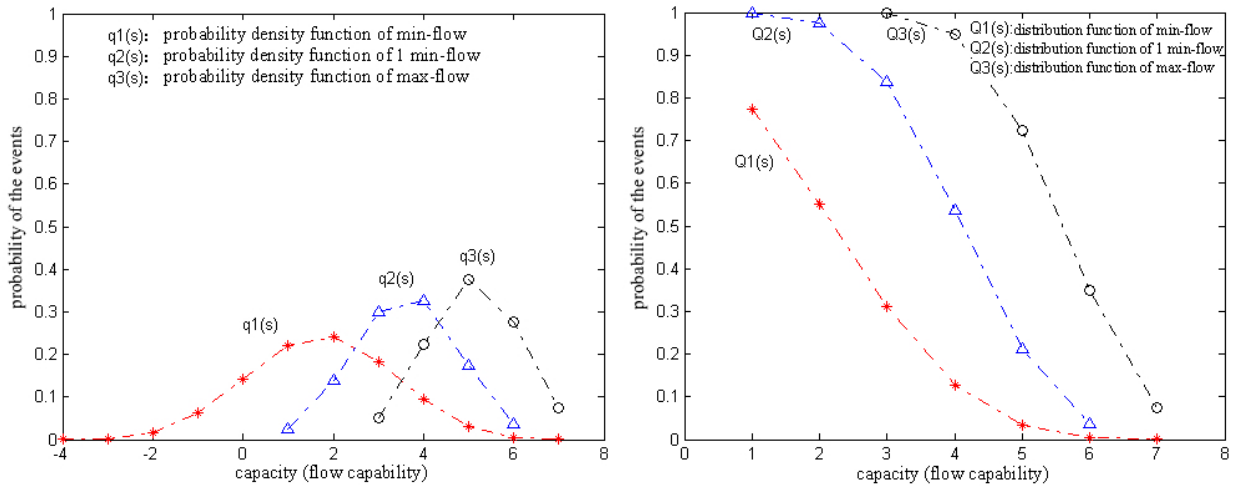 1
0.9
0.8
0.7
0.6
0.5
0.4
0.3
0.2
0.1
0
probability of the events
q1(s): probability density function of min-flow
q2(s): probability density function of 1 min-flow
q3(s): probability density function of max-flow
q3(s)
q2(s)
q1(s)
-4 -2 0 2 4 6 8
capacity (flow capability)
1
0.9
0.8
0.7
0.6
0.5
0.4
0.3
0.2
0.1
0
probability of the events
Q1(s):distribution function of min-flow
Q2(s):distribution function of 1 min-flow
Q3(s):distribution function of max-flow
Q2(s)
Q3(s)
Q1(s)
0 1 2 3 4 5 6 7 8
capacity (flow capability)